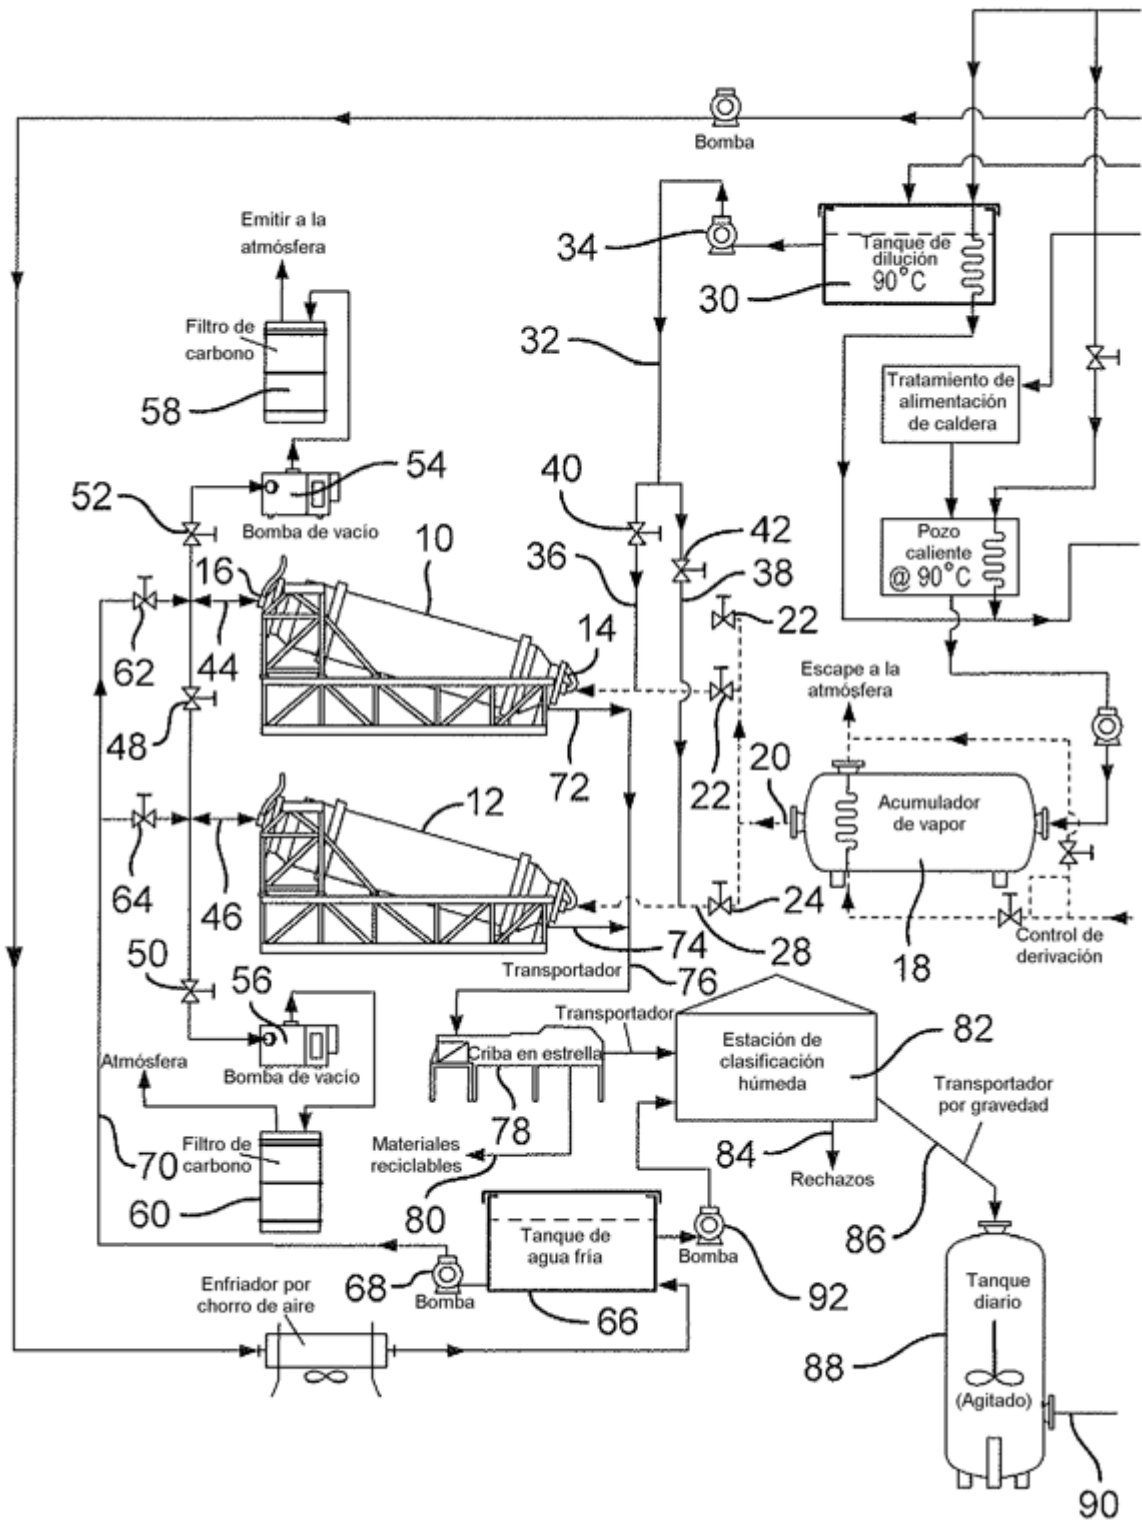 Bomba
Emitir a la
atmósfera
34
Tanque de
dilución
90°C
30
Filtro de
carbono
32
58
Tratamiento de
alimentación
de caldera
54
52
40
Bomba de vacío
10
42
Pozo
caliente
@ 90°C
16
36
38
14
22
62
44
Escape a la
atmósfera
48
72
22
20
12
Acumulador
de vapor
64
46
24
18
Control de
derivación
74
28
50
Transportador
76
56
Transportador
82
Atmósfera
Bomba de vacío
Criba en estrella
Estación de
clasificación
húmeda
Transportador
por gravedad
78
70
Filtro de
carbono
Materiales
reciclables
84
60
80
Rechazos
86
Tanque de
agua fría
Bomba
68
Bomba
92
Enfriador por
chorro de aire
66
Tanque
diario
88
(Agitado)
90